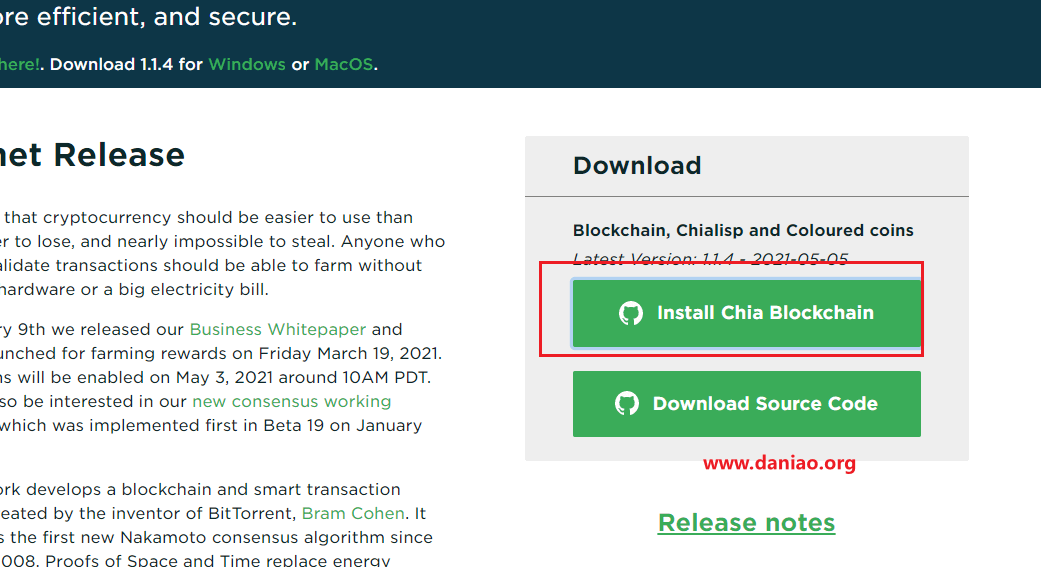 ore efficient, and secure.
here!. Download 1.1.4 for Windows or MacOS.
net Release
that cryptocurrency should be easier to use than
er to lose, and nearly impossible to steal. Anyone who
alidate transactions should be able to farm without
hardware or a big electricity bill.
ry 9th we released our Business Whitepaper and
unched for farming rewards on Friday March 19, 2021.
ns will be enabled on May 3, 2021 around 10AM PDT.
so be interested in our new consensus working
which was implemented first in Beta 19 on January
ork develops a blockchain and smart transaction
eated by the inventor of BitTorrent, Bram Cohen. It
s the first new Nakamoto consensus algorithm since
008. Proofs of Space and Time replace energy
Download
Blockchain, Chialisp and Coloured coins
Latest Version: 1.1.4 - 2021-05-05
Install Chia Blockchain
Download Source Code
www.daniao.org
Release notes